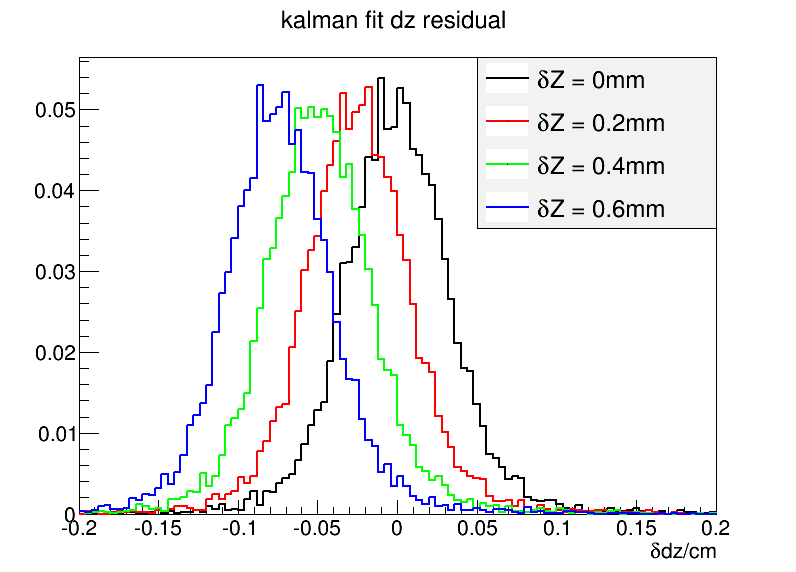 kalman fit dz residual
δZ = 0mm
δZ = 0.2mm
δZ = 0.4mm
δZ = 0.6mm
0.05
0.04
0.03
0.02
0.01
0
-0.2 -0.15 -0.1 -0.05 0 0.05 0.1 0.15 0.2
δdz/cm